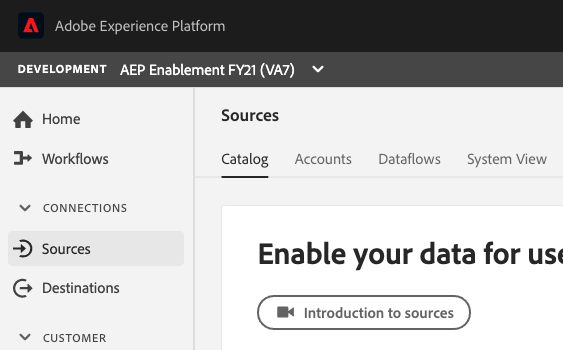 Adobe Experience Platform
DEVELOPMENT AEP Enablement FY21 (VA7)
Home
Workflows
CONNECTIONS
Sources
Destinations
CUSTOMER
Sources
Catalog Accounts Dataflows System View
Enable your data for use
Introduction to sources